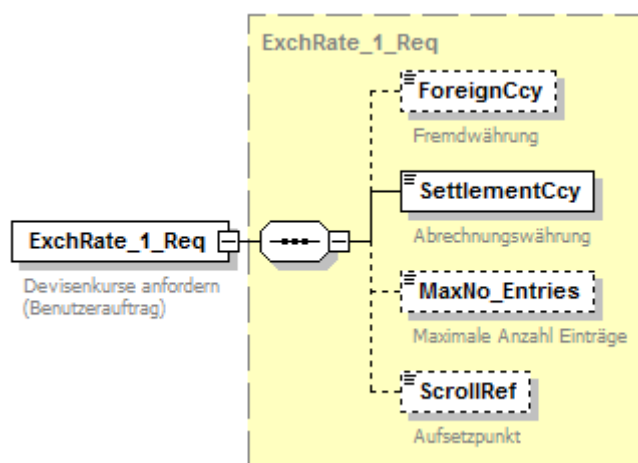 ExchRate_1_Req
ForeignCcy
Fremdwährung
SettlementCcy
Abrechnungswährung
ExchRate_1_Req
Devisenkurse anfordern
(Benutzerauftrag)
MaxNo_Entries
Maximale Anzahl Einträge
ScrollRef
Aufsetzpunkt